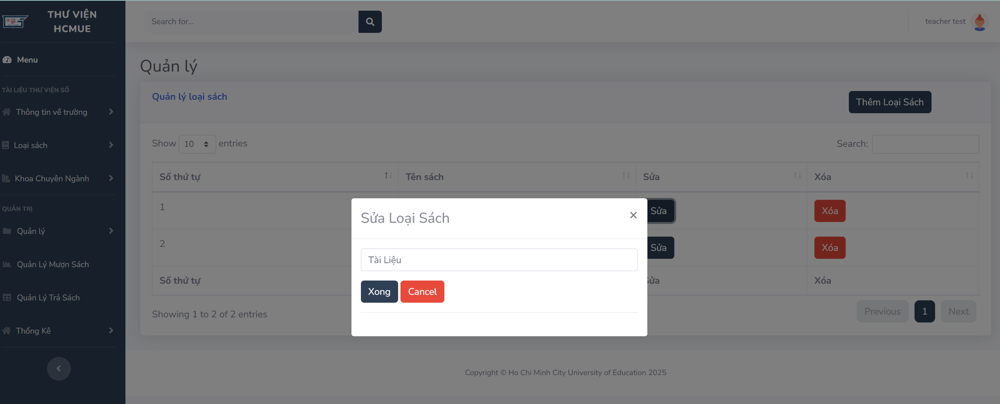 THƯ VIỆN
HCMUE
Search for...
teacher test
Menu
TÀI LIỆU THƯ VIỆN SỐ
Thông tin về trường
Loại sách
Khoa Chuyên Ngành
QUẢN TRỊ
Quản lý
Quản Lý Mượn Sách
Quản Lý Trả Sách
Thống Kê
Quản lý
Quản lý loại sách
Thêm Loại Sách
Show 10 entries
Search:
Số thứ tự Tên sách Sửa Xóa
1 Sửa Xóa
2 Sửa Xóa
Số thứ tự Sửa Xóa
Showing 1 to 2 of 2 entries
Previous 1 Next
Sửa Loại Sách
×
Tài Liệu
Xong Cancel
Copyright © Ho Chi Minh City University of Education 2025